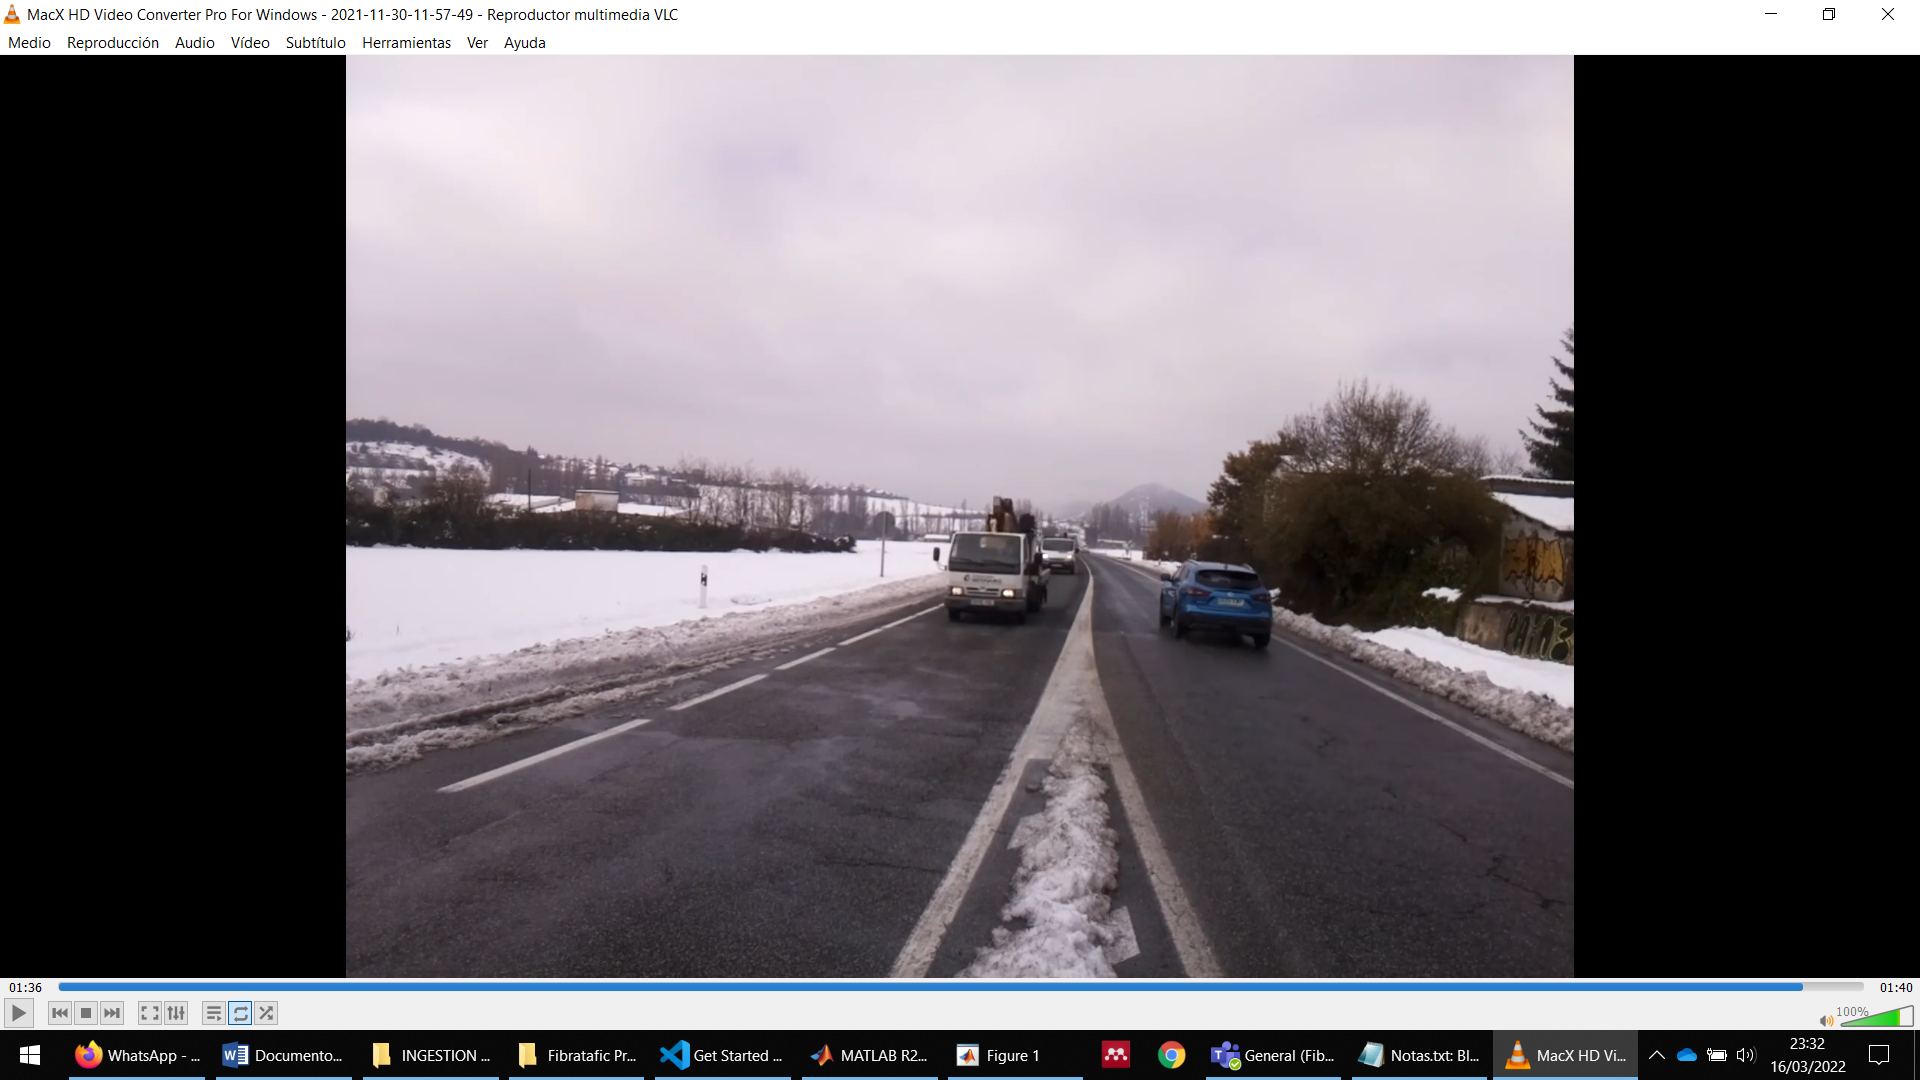 MacX HD Video Converter Pro For Windows - 2021-11-30-11-57-49 - Reproductor multimedia VLC
Medio Reproducción Audio Vídeo Subtítulo Herramientas Ver Ayuda
01:36 01:40
100%
WhatsApp - ... Documento... INGESTION ... Fibratafic Pr... Get Started ... MATLAB R2... Figure 1 General (Fib... Notas.txt: Bl... MacX HD Vi... 23:32
16/03/2022